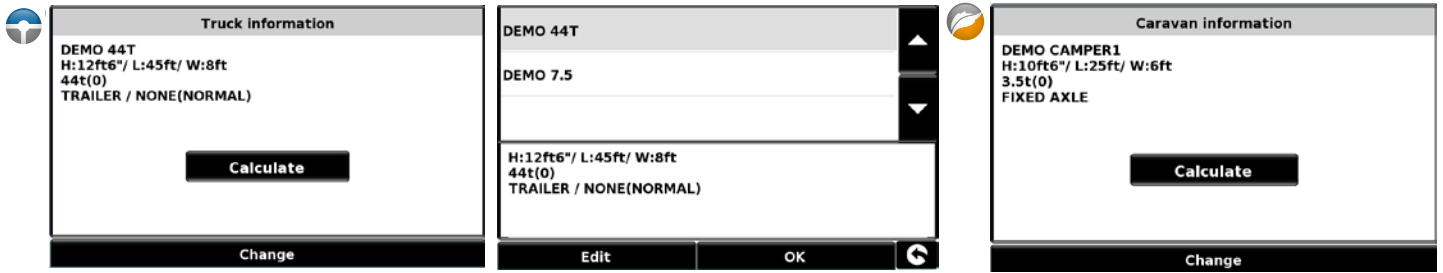 Truck information
DEMO 44T
H:12ft6"/ L:45ft/ W:8ft
44t(0)
TRAILER / NONE(NORMAL)
Calculate
Change
DEMO 44T
DEMO 7.5
H:12ft6"/ L:45ft/ W:8ft
44t(0)
TRAILER / NONE(NORMAL)
Edit
OK
Caravan information
DEMO CAMPER1
H:10ft6"/ L:25ft/ W:6ft
3.5t(0)
FIXED AXLE
Calculate
Change